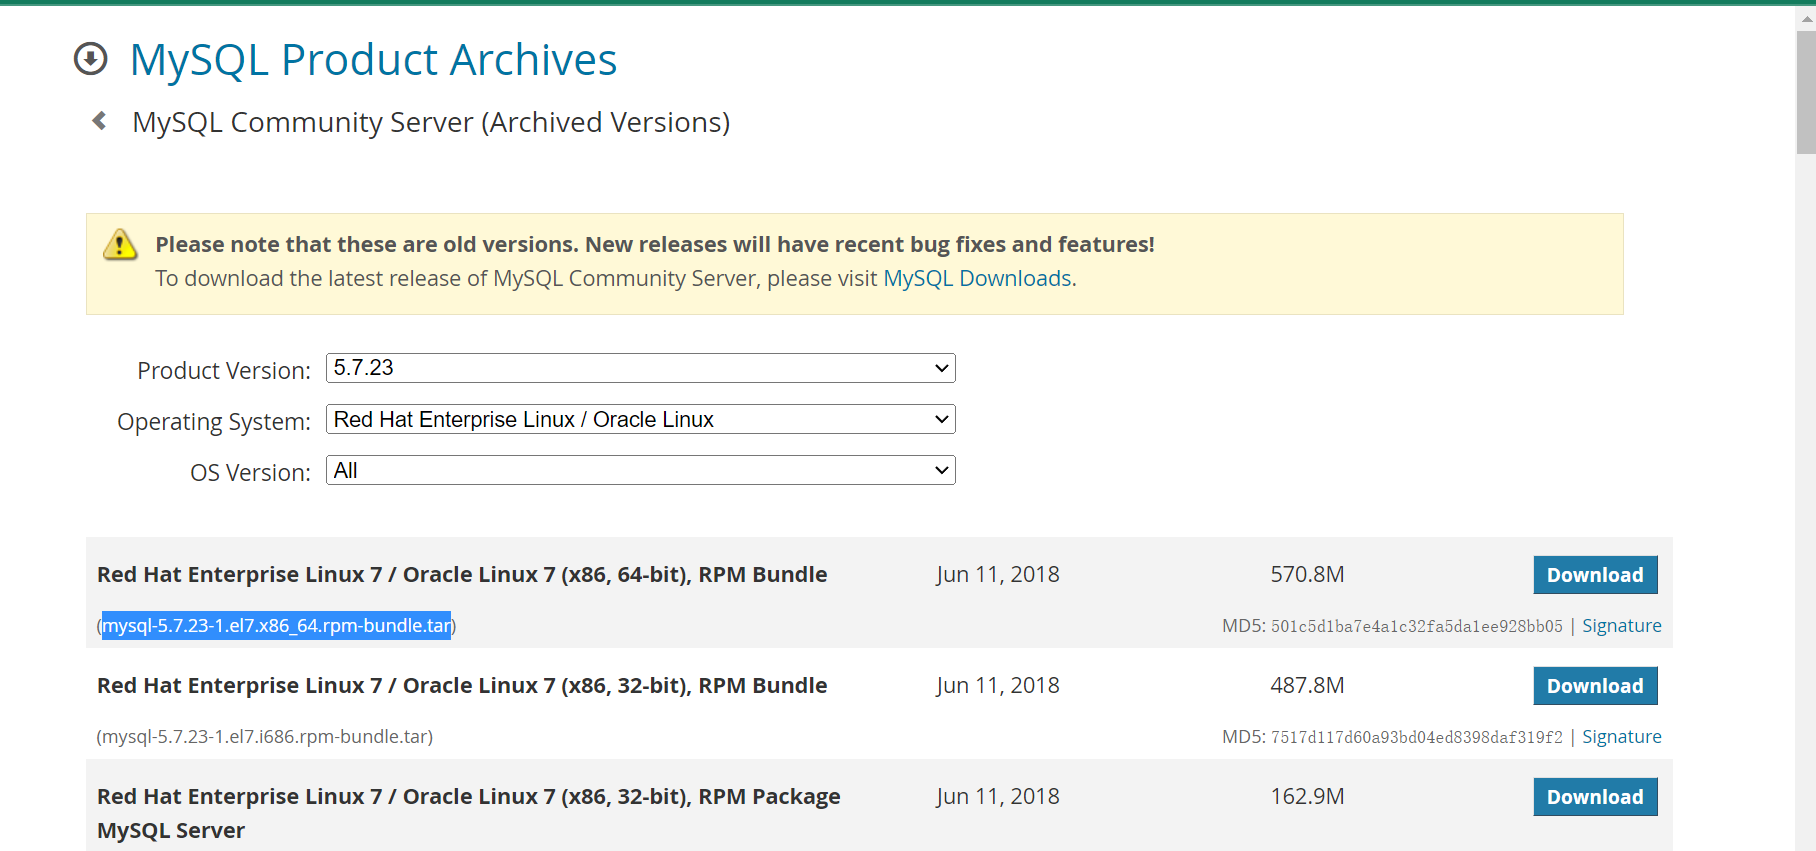 MySQL Product Archives
MySQL Community Server (Archived Versions)
Please note that these are old versions. New releases will have recent bug fixes and features!
To download the latest release of MySQL Community Server, please visit MySQL Downloads.
Product Version: 5.7.23
Operating System: Red Hat Enterprise Linux / Oracle Linux
OS Version: All
Red Hat Enterprise Linux 7 / Oracle Linux 7 (x86, 64-bit), RPM Bundle Jun 11, 2018 570.8M Download
(mysql-5.7.23-1.el7.x86_64.rpm-bundle.tar) MD5: 501c5d1ba7e4a1c32fa5da1ee928bb05 | Signature
Red Hat Enterprise Linux 7 / Oracle Linux 7 (x86, 32-bit), RPM Bundle Jun 11, 2018 487.8M Download
(mysql-5.7.23-1.el7.i686.rpm-bundle.tar) MD5: 7517d117d60a93bd04ed8398daf319f2 | Signature
Red Hat Enterprise Linux 7 / Oracle Linux 7 (x86, 32-bit), RPM Package Jun 11, 2018 162.9M Download
MySQL Server